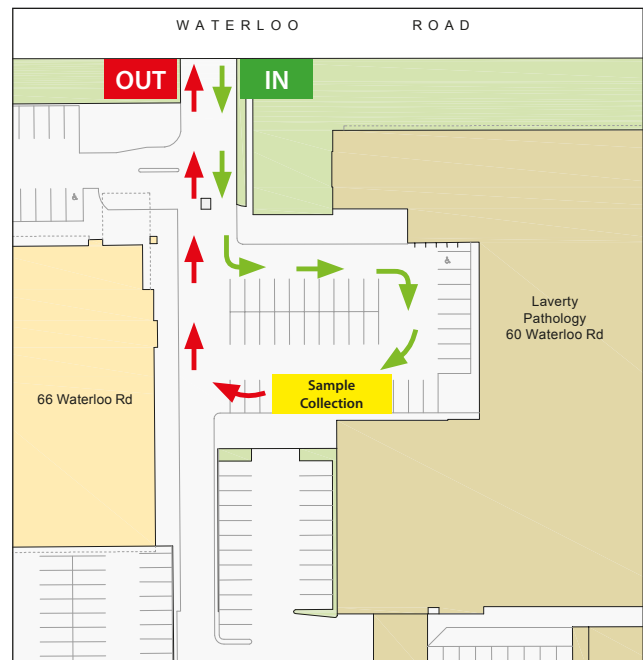 WATERLOO ROAD
OUT
IN
Laverty
Pathology
60 Waterloo Rd
66 Waterloo Rd
Sample
Collection